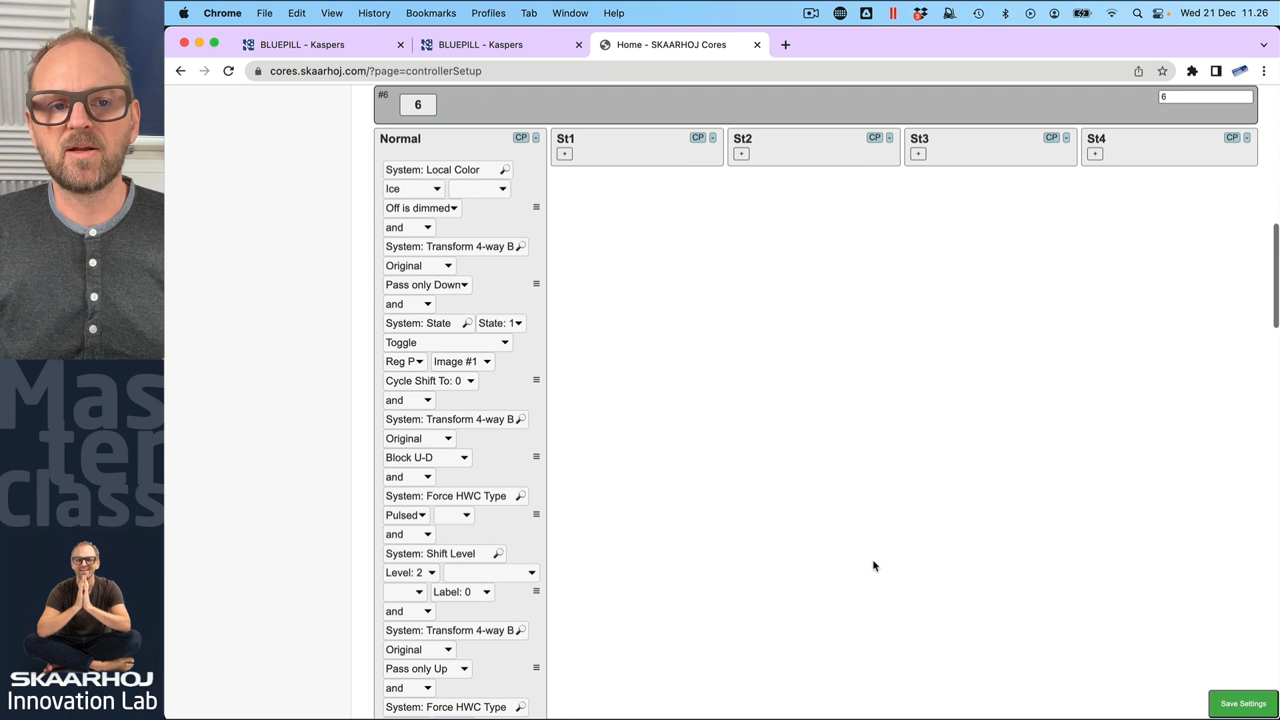 Chrome File Edit View History Bookmarks Profiles Tab Window Help Wed 21 Dec 11.26
BLUEPILL - Kaspers BLUEPILL - Kaspers Home - SKAARHOJ Cores
cores.skaarhoj.com/?page=controllerSetup
#6 6 6
Normal CP - St1 CP - St2 CP - St3 CP - St4 CP -
+ + + +
System: Local Color
Ice
Off is dimmed
and
System: Transform 4-way B
Original
Pass only Down
and
System: State State: 1
Toggle
Reg P Image #1
Cycle Shift To: 0
and
System: Transform 4-way B
Original
Block U-D
and
System: Force HWC Type
Pulsed
and
System: Shift Level
Level: 2
Label: 0
and
System: Transform 4-way B
Original
Pass only Up
and
System: Force HWC Type
Save Settings
Mas
ter
Class
SKAARHOJ
Innovation Lab